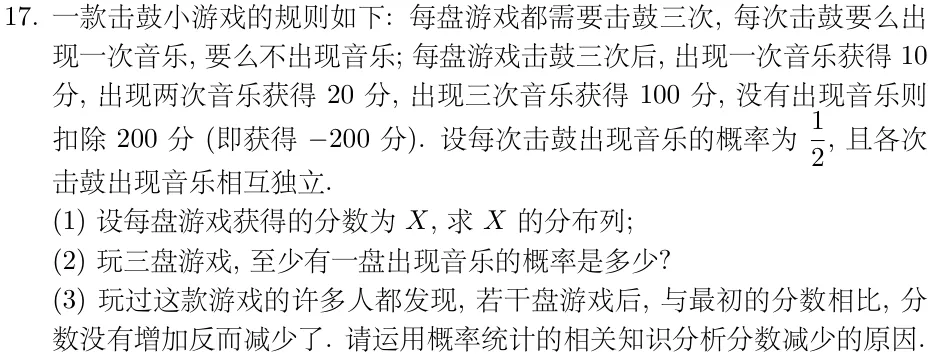 17. 一款击鼓小游戏的规则如下: 每盘游戏都需要击鼓三次, 每次击鼓要么出
现一次音乐, 要么不出现音乐; 每盘游戏击鼓三次后, 出现一次音乐获得 10
分, 出现两次音乐获得 20 分, 出现三次音乐获得 100 分, 没有出现音乐则
扣除 200 分 (即获得 −200 分). 设每次击鼓出现音乐的概率为 1/2, 且各次
击鼓出现音乐相互独立.
(1) 设每盘游戏获得的分数为 X, 求 X 的分布列;
(2) 玩三盘游戏, 至少有一盘出现音乐的概率是多少?
(3) 玩过这款游戏的许多人都发现, 若干盘游戏后, 与最初的分数相比, 分
数没有增加反而减少了. 请运用概率统计的相关知识分析分数减少的原因.